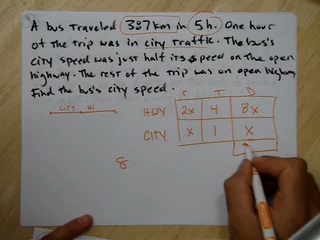 A bus traveled 387km in 5h. One hour
of the trip was in city traffic. The bus's
city speed was just half its speed on the open
highway. The rest of the trip was on open highway
Find the bus's city speed.
r T D
HWY 2x 4 8x
CITY x 1 x
8